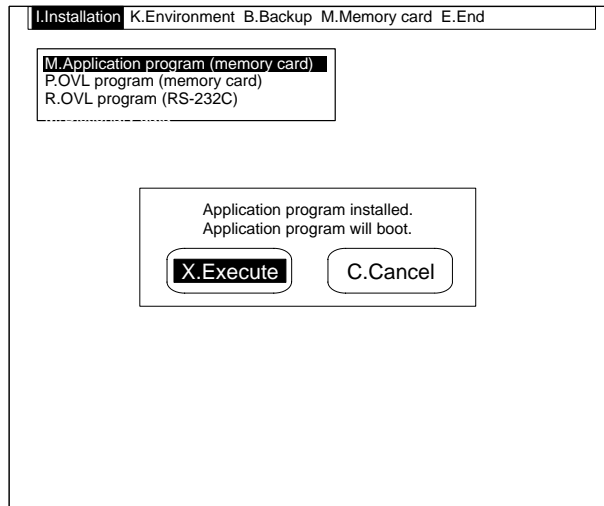 I.Installation K.Environment B.Backup M.Memory card E.End
M.Application program (memory card)
P.OVL program (memory card)
R.OVL program (RS-232C)
Application program installed.
Application program will boot.
X.Execute C.Cancel